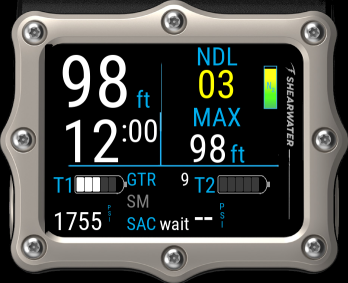 98 ft
12:00
NDL
03
MAX
98 ft
N₂
SHEARWATER
T1 GTR 9 T2
SM
1755 PSI SAC wait -- PSI